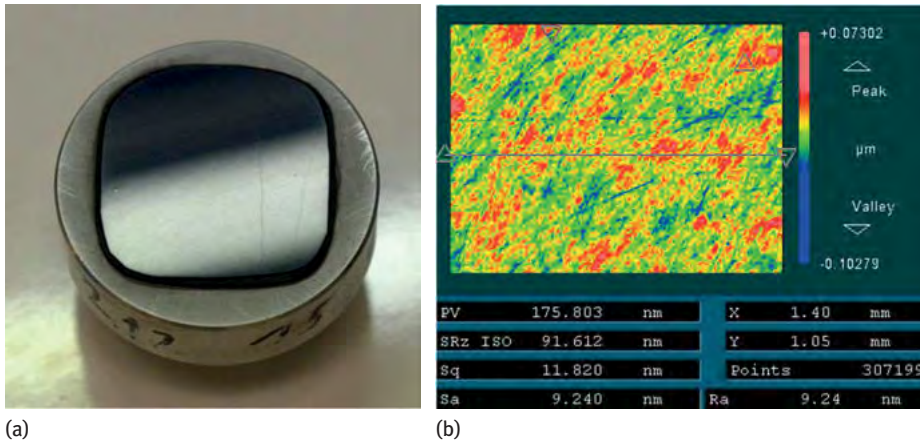 +0.07302
Peak
µm
Valley
-0.10279
PV 175.803 nm X 1.40 mm
SRz ISO 91.612 nm Y 1.05 mm
Sq 11.820 nm Points 307199
Sa 9.240 nm Ra 9.24 nm
(a) (b)